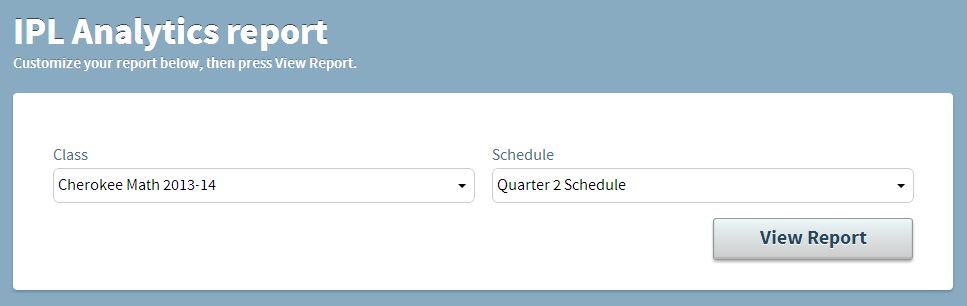 IPL Analytics report
Customize your report below, then press View Report.
Class
Schedule
Cherokee Math 2013-14
Quarter 2 Schedule
View Report